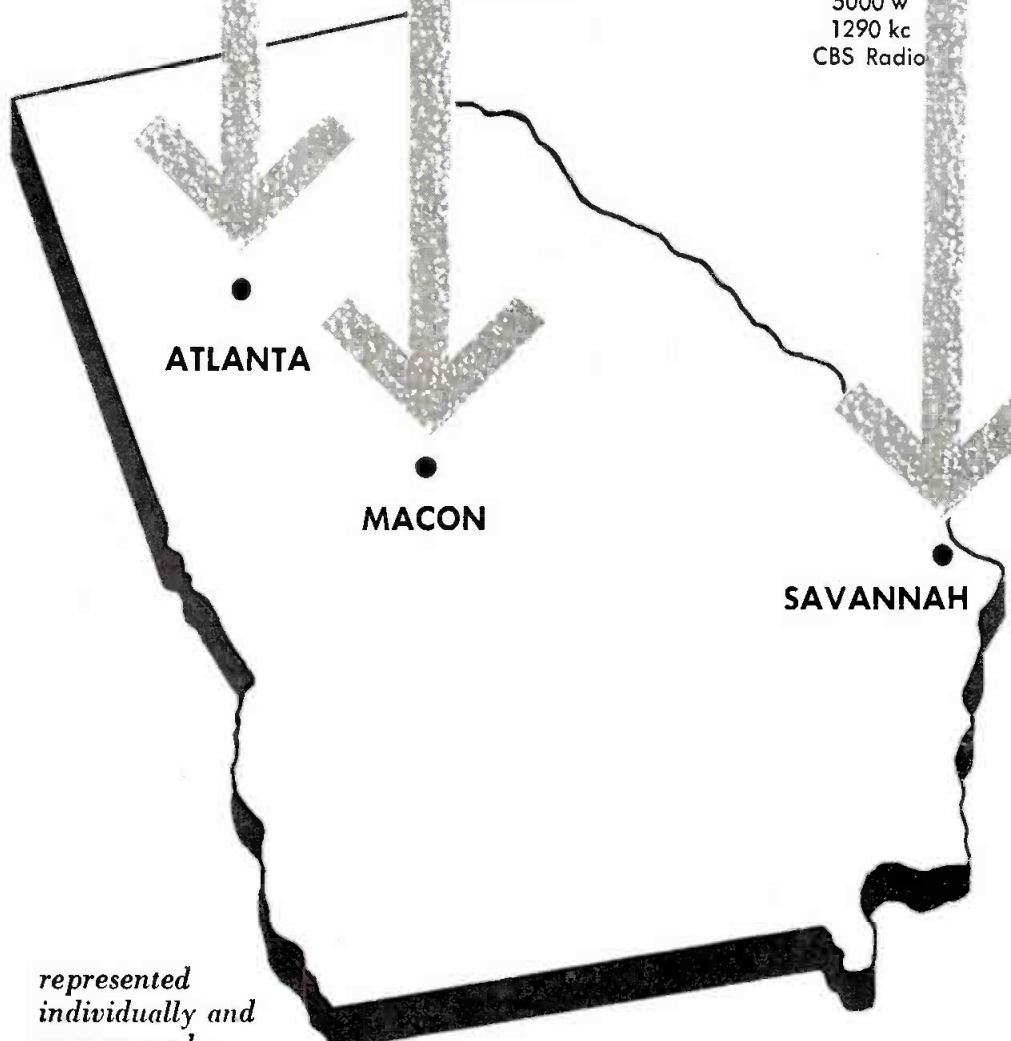 5000 w
1290 kc
CBS Radio
ATLANTA
MACON
SAVANNAH
represented
individually and